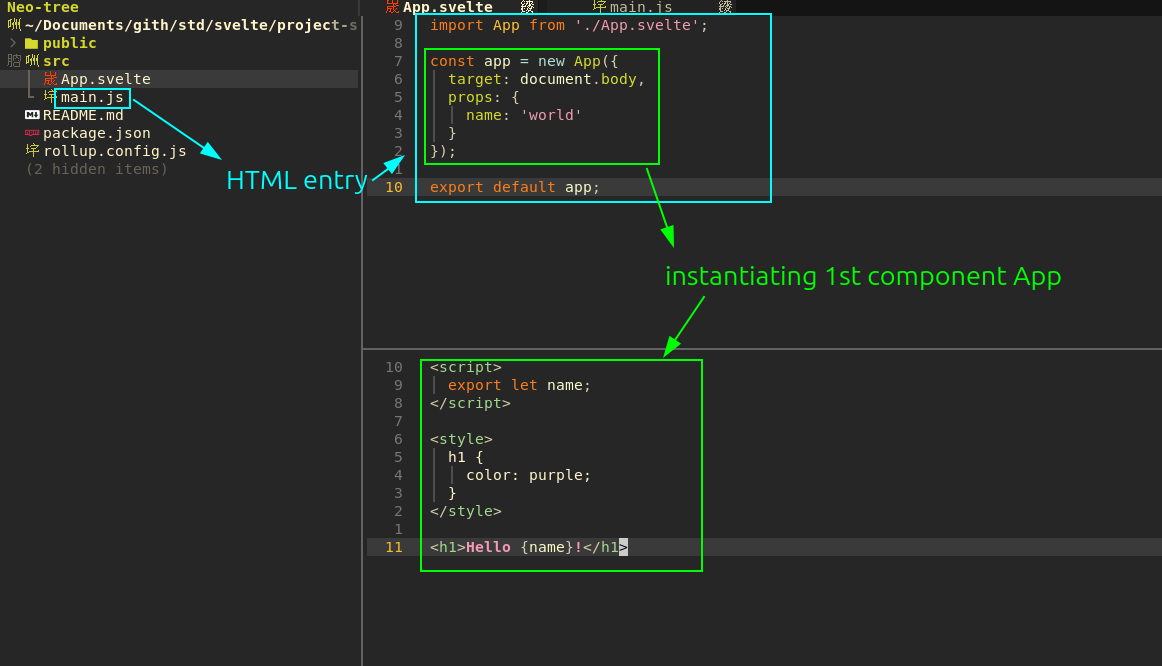 Neo-tree
~/Documents/gith/std/svelte/project-s
public
src
App.svelte
main.js
README.md
package.json
rollup.config.js
(2 hidden items)
HTML entry
App.svelte main.js
9 import App from './App.svelte';
8
7 const app = new App({
6 target: document.body,
5 props: {
4 name: 'world'
3 }
2 });
1
10 export default app;
instantiating 1st component App
10 <script>
9 export let name;
8 </script>
7
6 <style>
5 h1 {
4 color: purple;
3 }
2 </style>
1
11 <h1>Hello {name}!</h1>